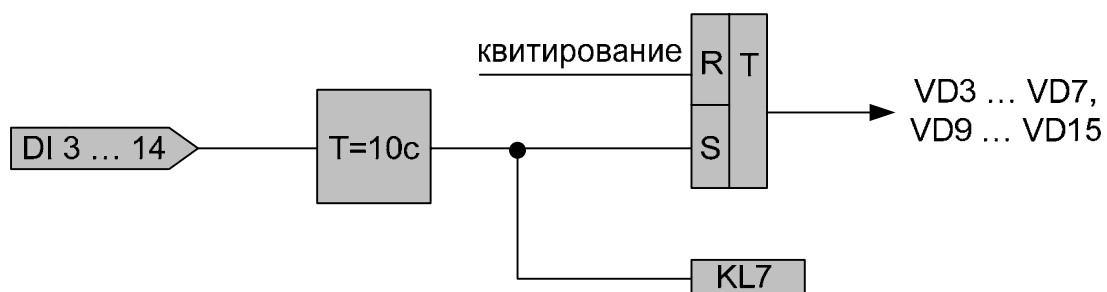 квитирование
R T
VD3 ... VD7,
VD9 ... VD15
DI 3 ... 14
T=10с
S
KL7